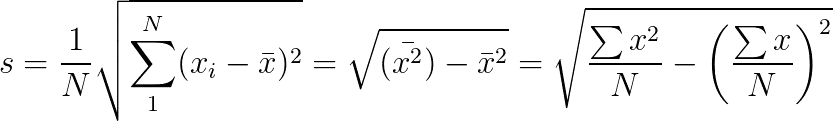 s = \frac{1}{N}\sqrt{\sum_{1}^{N}(x_i - \bar{x})^2} = \sqrt{(\bar{x^2}) - \bar{x}^2} = \sqrt{\frac{\sum x^2}{N} - \left(\frac{\sum x}{N}\right)^2}